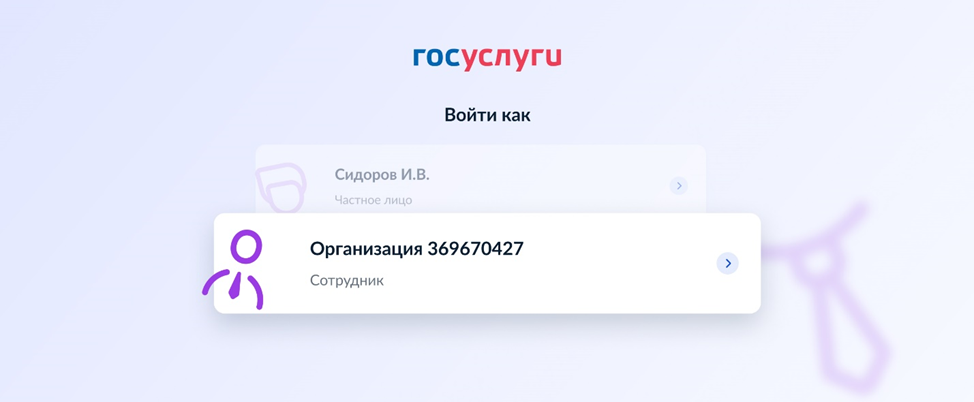 госуслуги
Войти как
Сидоров И.В.
Частное лицо
Организация 369670427
Сотрудник